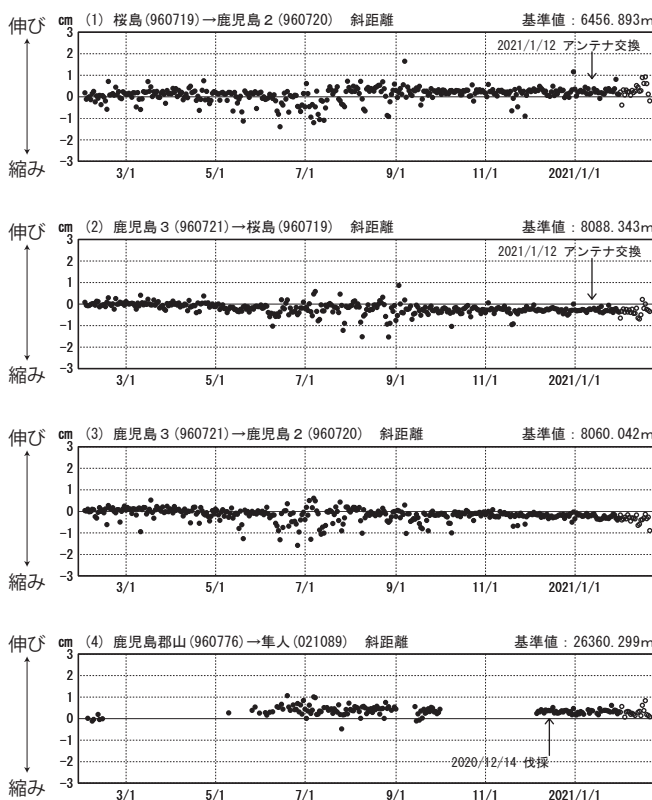 伸び cm (1) 桜島(960719)→鹿児島2(960720) 斜距離 基準値:6456.893m
3
2021/1/12 アンテナ交換
2
1
0
-1
-2
縮み -3
3/1 5/1 7/1 9/1 11/1 2021/1/1
伸び cm (2) 鹿児島3(960721)→桜島(960719) 斜距離 基準値:8088.343m
3
2021/1/12 アンテナ交換
2
1
0
-1
-2
縮み -3
3/1 5/1 7/1 9/1 11/1 2021/1/1
伸び cm (3) 鹿児島3(960721)→鹿児島2(960720) 斜距離 基準値:8060.042m
3
2
1
0
-1
-2
縮み -3
3/1 5/1 7/1 9/1 11/1 2021/1/1
伸び cm (4) 鹿児島郡山(960776)→隼人(021089) 斜距離 基準値:26360.299m
3
2
1
0
-1
-2
2020/12/14 伐採
縮み -3
3/1 5/1 7/1 9/1 11/1 2021/1/1